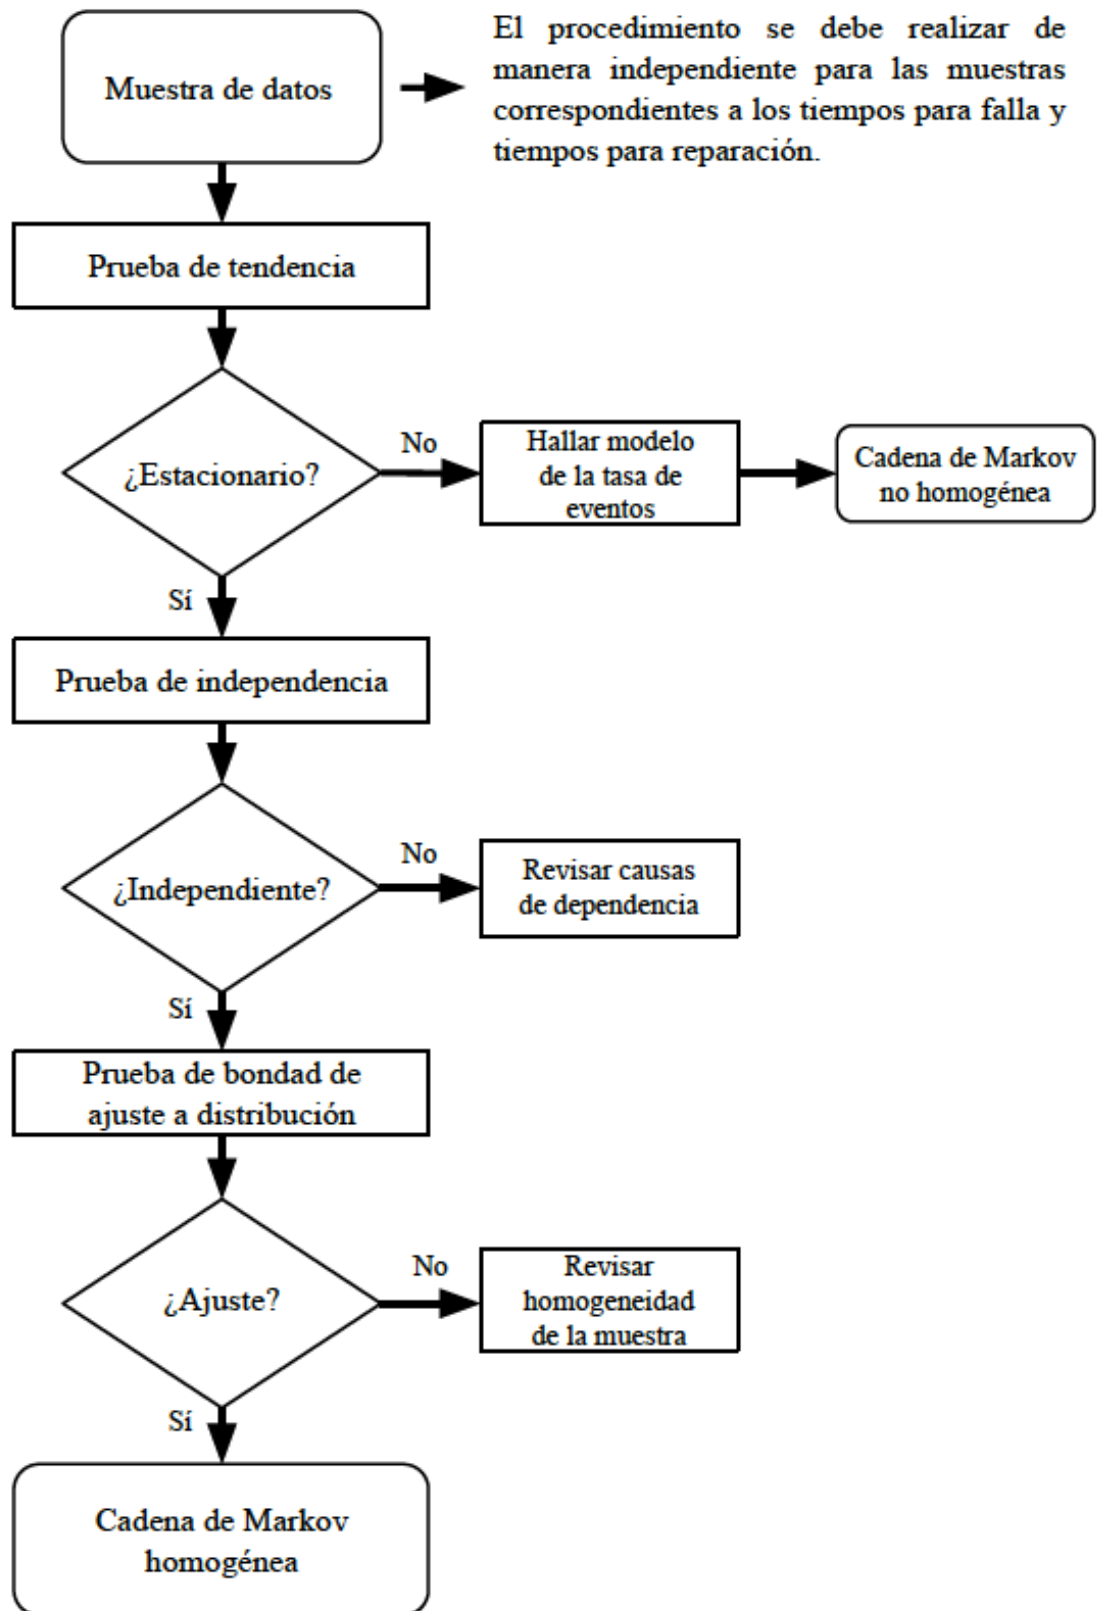 Muestra de datos
El procedimiento se debe realizar de
manera independiente para las muestras
correspondientes a los tiempos para falla y
tiempos para reparación.
Prueba de tendencia
¿Estacionario?
No
Hallar modelo
de la tasa de
eventos
Cadena de Markov
no homogénea
Sí
Prueba de independencia
¿Independiente?
No
Revisar causas
de dependencia
Sí
Prueba de bondad de
ajuste a distribución
¿Ajuste?
No
Revisar
homogeneidad
de la muestra
Sí
Cadena de Markov
homogénea